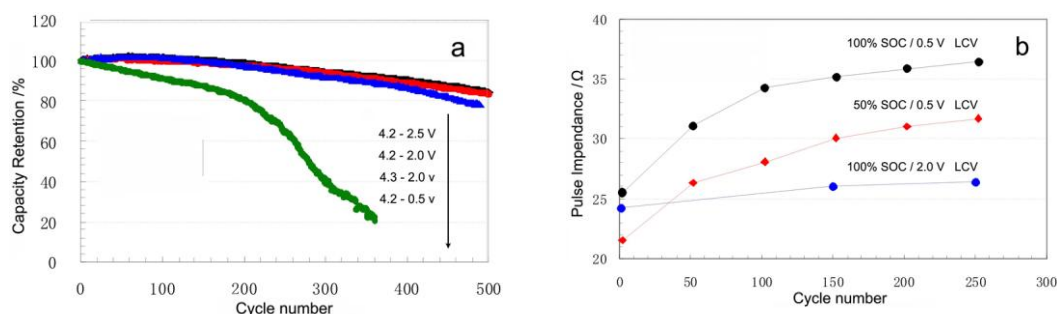 a
Capacity Retention /%
120
100
80
60
40
20
0
4.2 - 2.5 V
4.2 - 2.0 V
4.3 - 2.0 v
4.2 - 0.5 v
0 100 200 300 400 500
Cycle number
b
Pulse Impendance / Ω
40
35
30
25
20
100% SOC / 0.5 V LCV
50% SOC / 0.5 V LCV
100% SOC / 2.0 V LCV
0 50 100 150 200 250 300
Cycle number